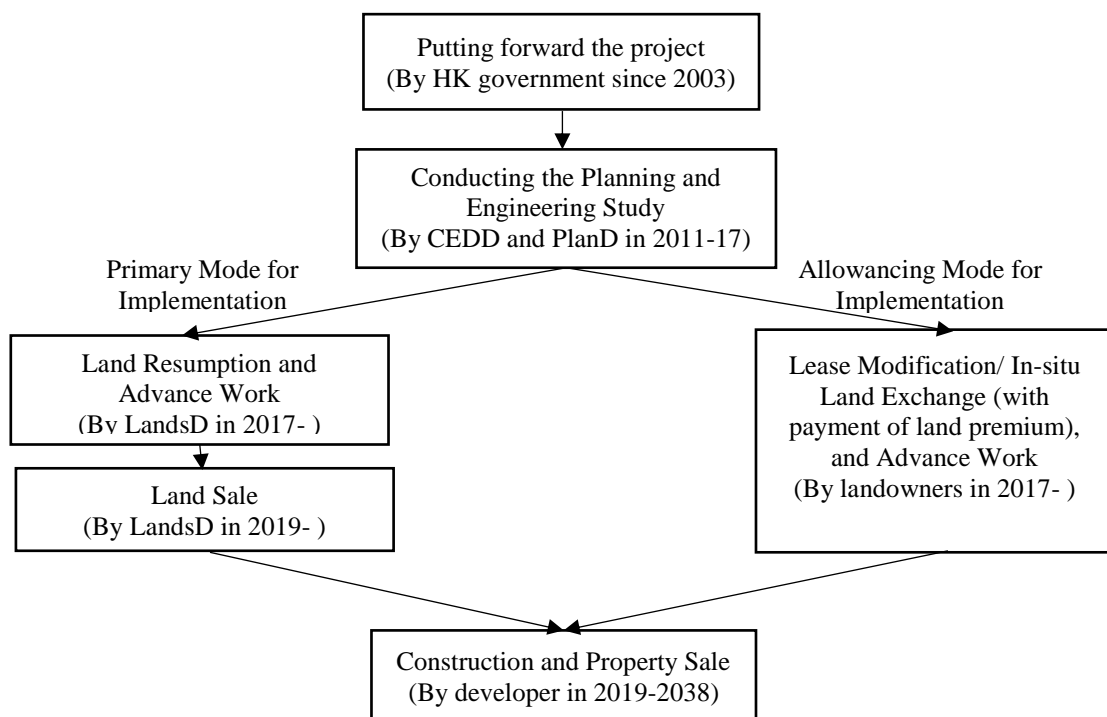 Putting forward the project
(By HK government since 2003)
Conducting the Planning and
Engineering Study
(By CEDD and PlanD in 2011-17)
Primary Mode for
Implementation
Allowancing Mode for
Implementation
Land Resumption and
Advance Work
(By LandsD in 2017- )
Lease Modification/ In-situ
Land Exchange (with
payment of land premium),
and Advance Work
(By landowners in 2017- )
Land Sale
(By LandsD in 2019- )
Construction and Property Sale
(By developer in 2019-2038)